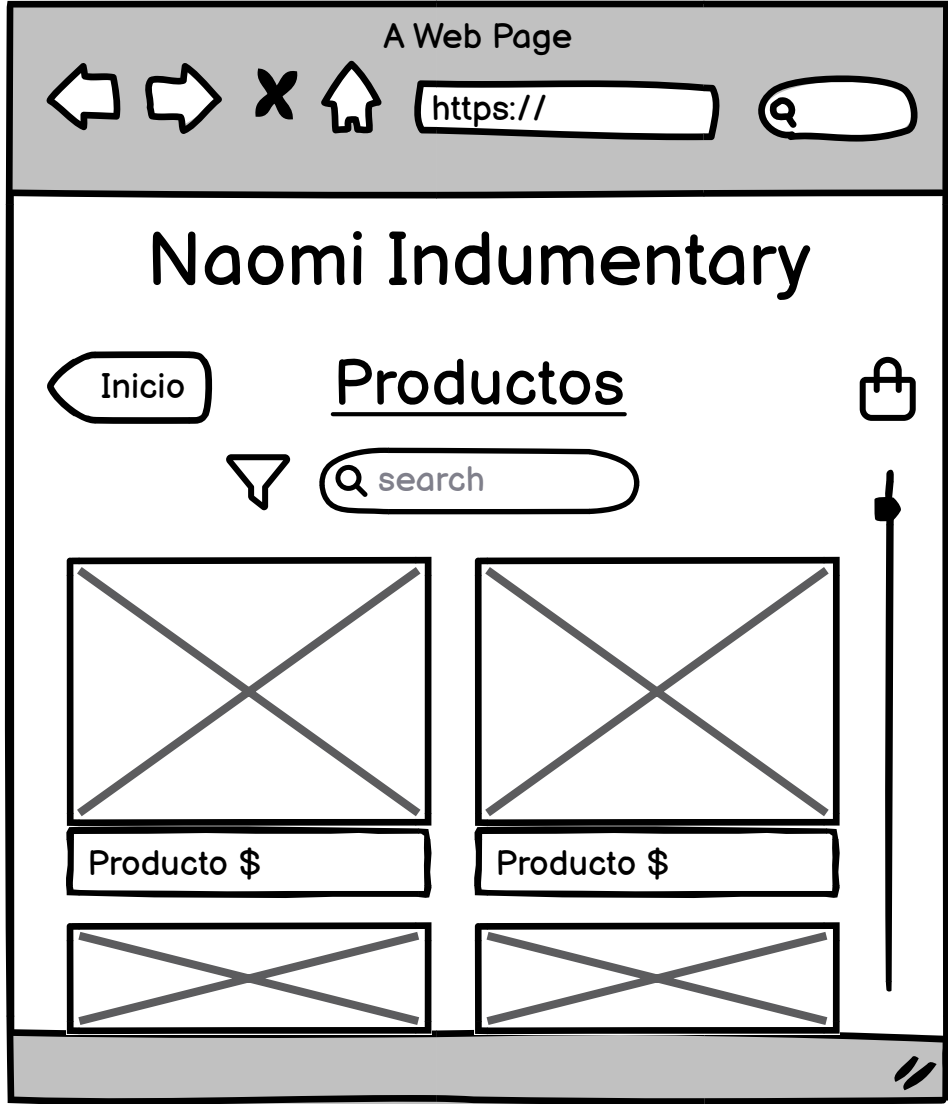 A Web Page
https://
Naomi Indumentary
Inicio
Productos
search
Producto $
Producto $